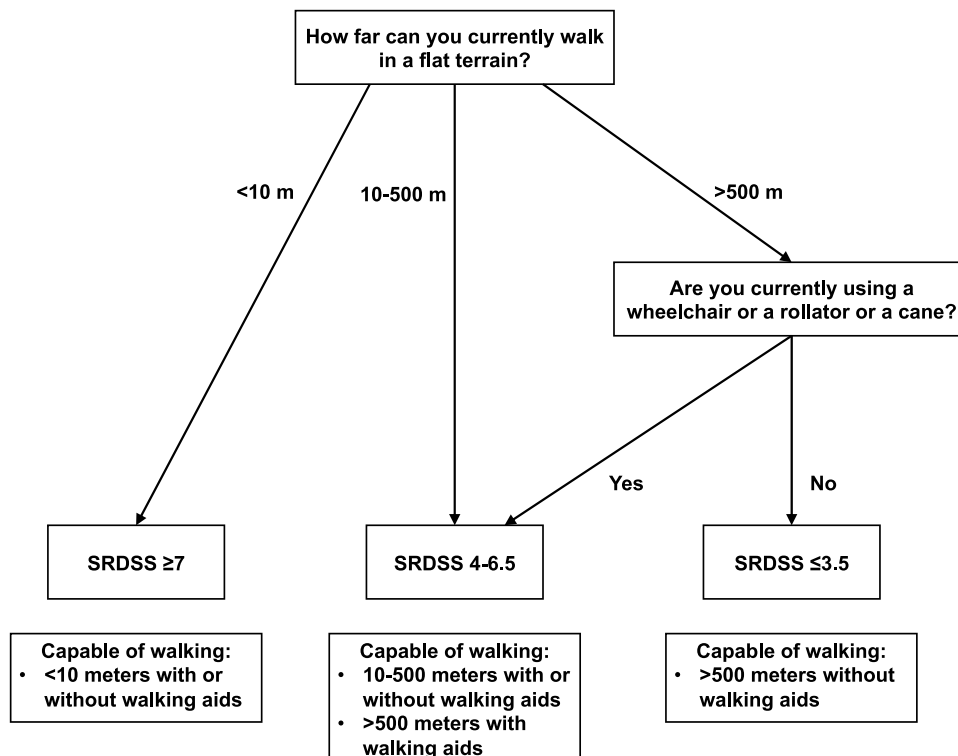 How far can you currently walk
in a flat terrain?
<10 m
10-500 m
>500 m
Are you currently using a
wheelchair or a rollator or a cane?
Yes
No
SRDSS ≥7
SRDSS 4-6.5
SRDSS ≤3.5
Capable of walking:
• <10 meters with or
without walking aids
Capable of walking:
• 10-500 meters with or
without walking aids
• >500 meters with
walking aids
Capable of walking:
• >500 meters without
walking aids